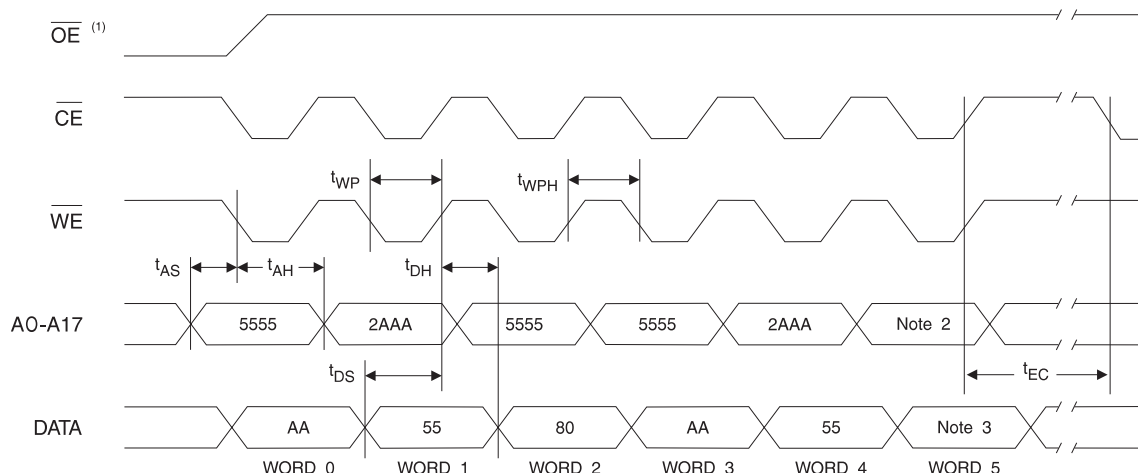 OE (1)
CE
tWP
tWPH
WE
tAS
tAH
tDH
A0-A17
5555
2AAA
5555
5555
2AAA
Note 2
tDS
tEC
DATA
AA
55
80
AA
55
Note 3
WORD 0
WORD 1
WORD 2
WORD 3
WORD 4
WORD 5